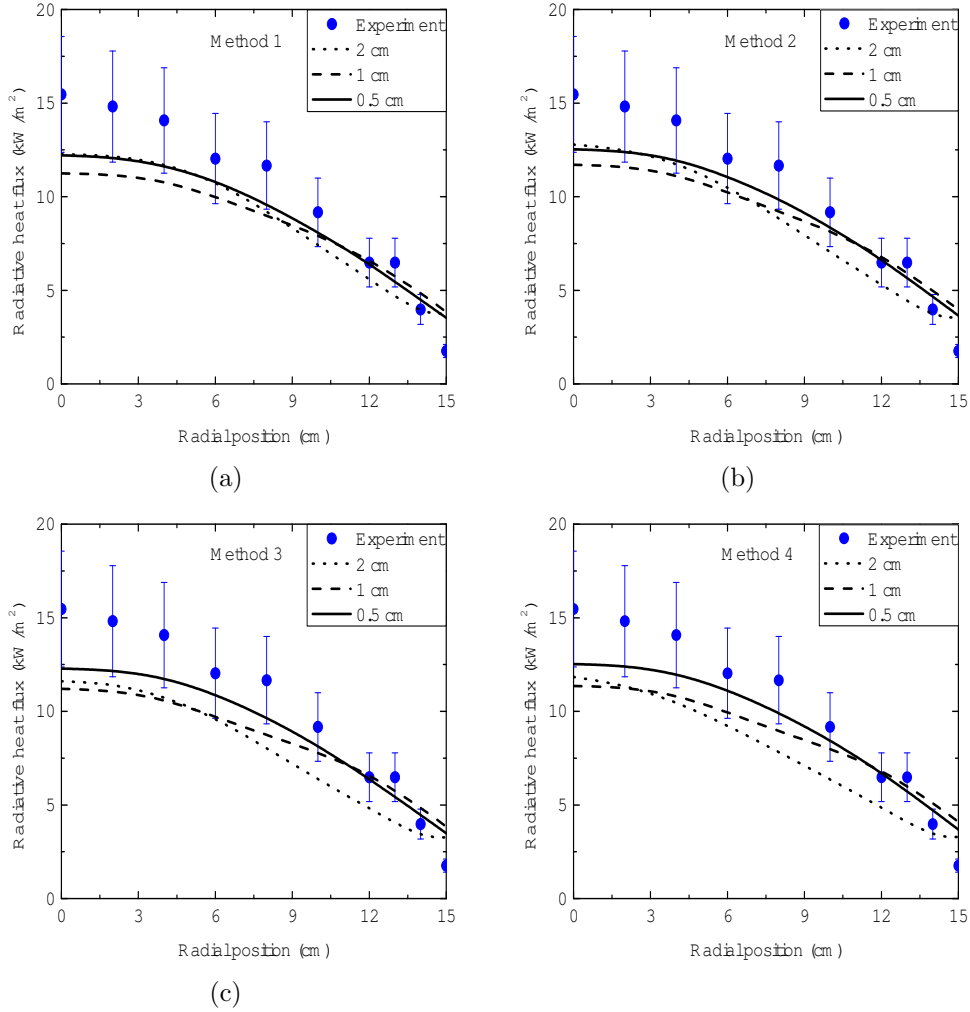 Method 1
Experiment
2 cm
1 cm
0.5 cm
20
15
10
5
0
Radiative heat flux (kW/m²)
0 3 6 9 12 15
Radial position (cm)
(a)
Method 2
Experiment
2 cm
1 cm
0.5 cm
20
15
10
5
0
Radiative heat flux (kW/m²)
0 3 6 9 12 15
Radial position (cm)
(b)
Method 3
Experiment
2 cm
1 cm
0.5 cm
20
15
10
5
0
Radiative heat flux (kW/m²)
0 3 6 9 12 15
Radial position (cm)
(c)
Method 4
Experiment
2 cm
1 cm
0.5 cm
20
15
10
5
0
Radiative heat flux (kW/m²)
0 3 6 9 12 15
Radial position (cm)